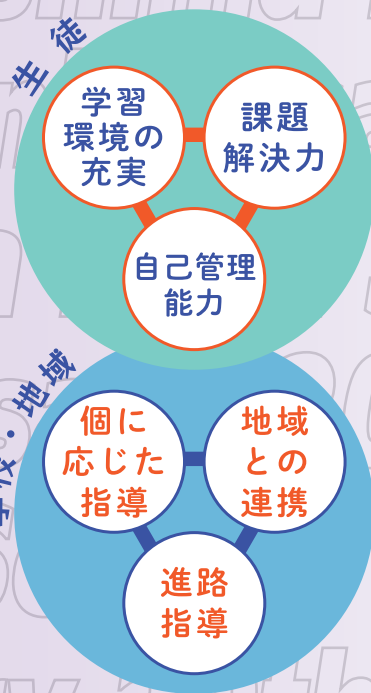 生徒
学習
環境の
充実
課題
解決力
自己管理
能力
学校・地域
個に
応じた
指導
地域
との
連携
進路
指導